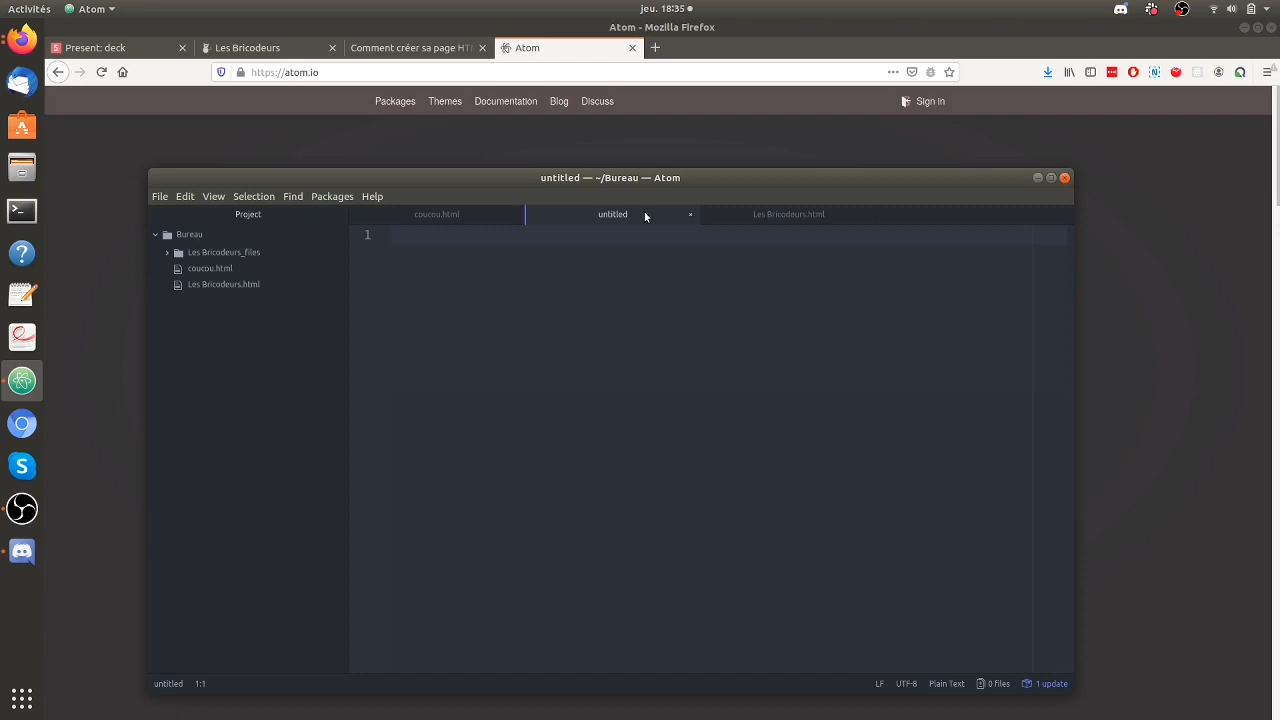 Activités
Atom
jeu. 18:35
Atom - Mozilla Firefox
Present: deck
Les Bricodeurs
Comment créer sa page HT
Atom
https://atom.io
Packages
Themes
Documentation
Blog
Discuss
Sign in
untitled — ~/Bureau — Atom
File
Edit
View
Selection
Find
Packages
Help
Project
coucou.html
untitled
Les Bricodeurs.html
Bureau
1
Les Bricodeurs_files
coucou.html
Les Bricodeurs.html
untitled
1:1
LF
UTF-8
Plain Text
0 files
1 update